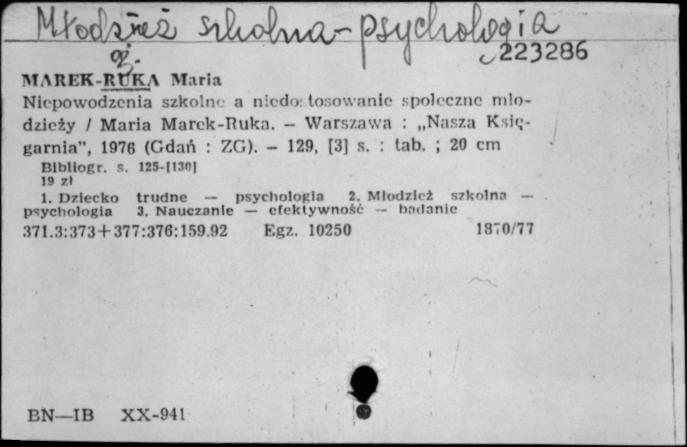 Młodzież szkolna - psychologia
223286
MAREK-RUKA Maria
Niepowodzenia szkolne a niedostosowanie społeczne mło-
dzieży / Maria Marek-Ruka. — Warszawa : „Nasza Księ-
garnia”, 1976 (Gdań : ZG). — 129, [3] s. : tab. ; 20 cm
Bibliogr. s. 125-[130]
19 zł
1. Dziecko trudne — psychologia 2. Młodzież szkolna —
psychologia 3. Nauczanie — efektywność — badanie
371.3:373+377:376:159.92 Egz. 10250 1870/77
BN—IB XX-941